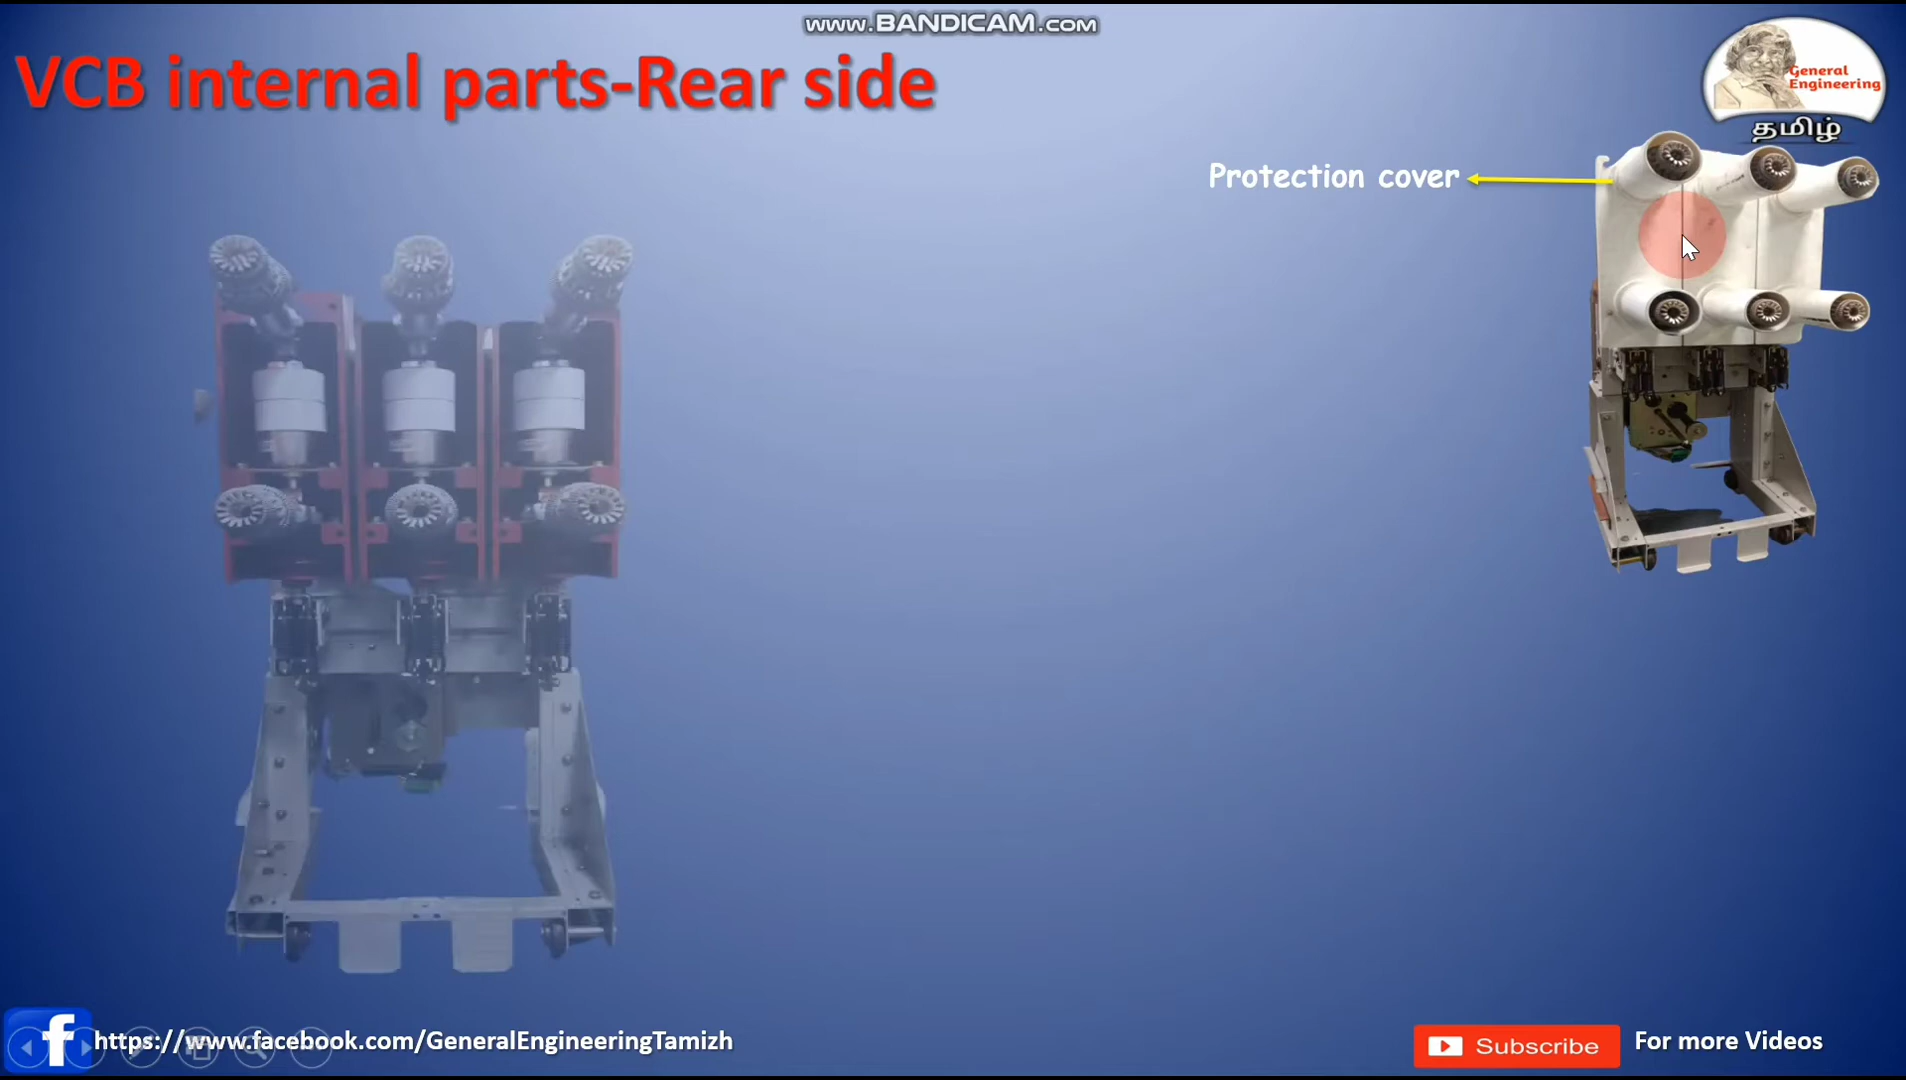 www.BANDICAM.com
VCB internal parts-Rear side
General
Engineering
தமிழ்
Protection cover
https://www.facebook.com/GeneralEngineeringTamizh
Subscribe
For more Videos